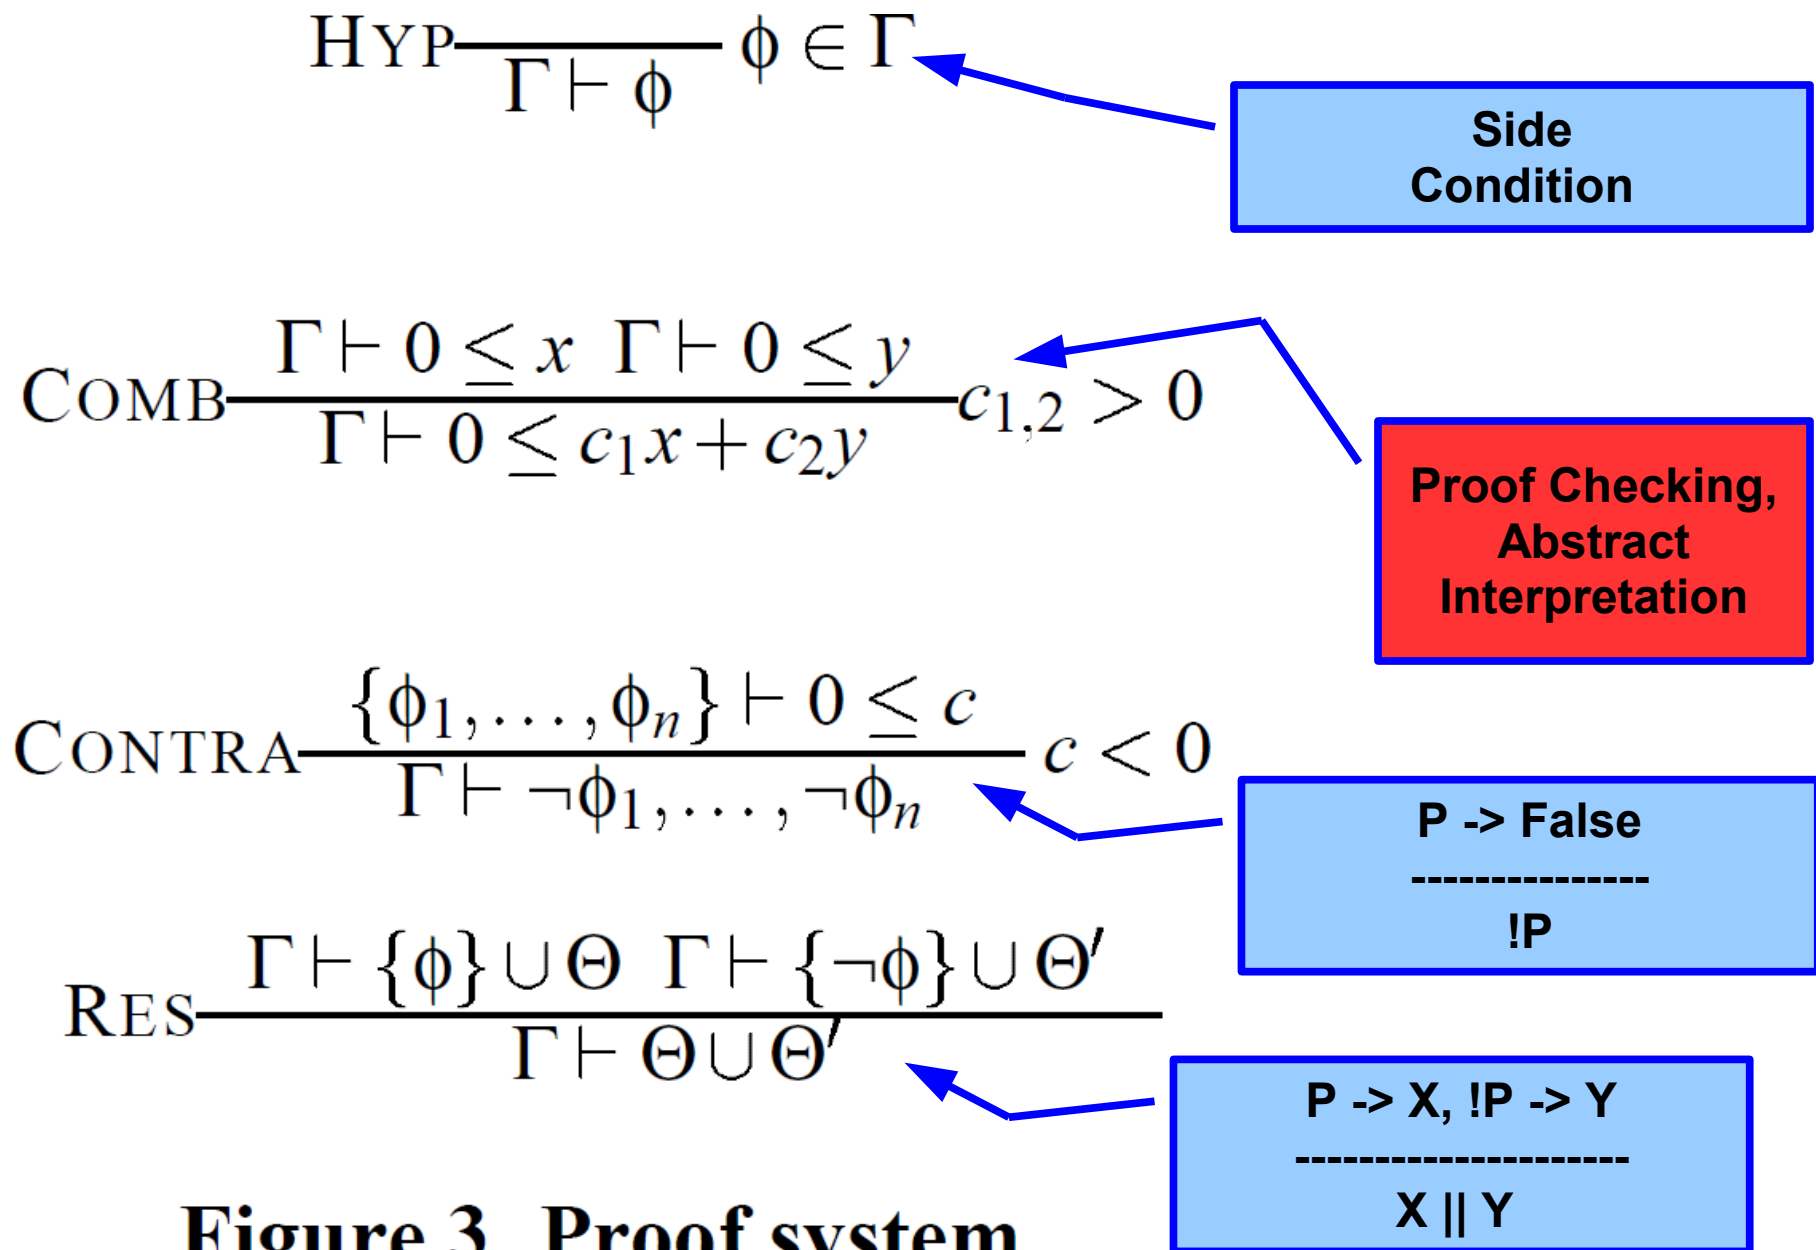 HYP Γ ⊢ ϕ ϕ ∈ Γ
Side
Condition
Γ ⊢ 0 ≤ x Γ ⊢ 0 ≤ y
COMB c₁,₂ > 0
Γ ⊢ 0 ≤ c₁x + c₂y
Proof Checking,
Abstract
Interpretation
{ϕ₁, . . . , ϕₙ} ⊢ 0 ≤ c
CONTRA c < 0
Γ ⊢ ¬ϕ₁, . . . , ¬ϕₙ
P -> False
---------------
!P
Γ ⊢ {ϕ} ∪ Θ Γ ⊢ {¬ϕ} ∪ Θ′
RES
Γ ⊢ Θ ∪ Θ′
P -> X, !P -> Y
---------------------
X || Y
Figure 3. Proof system